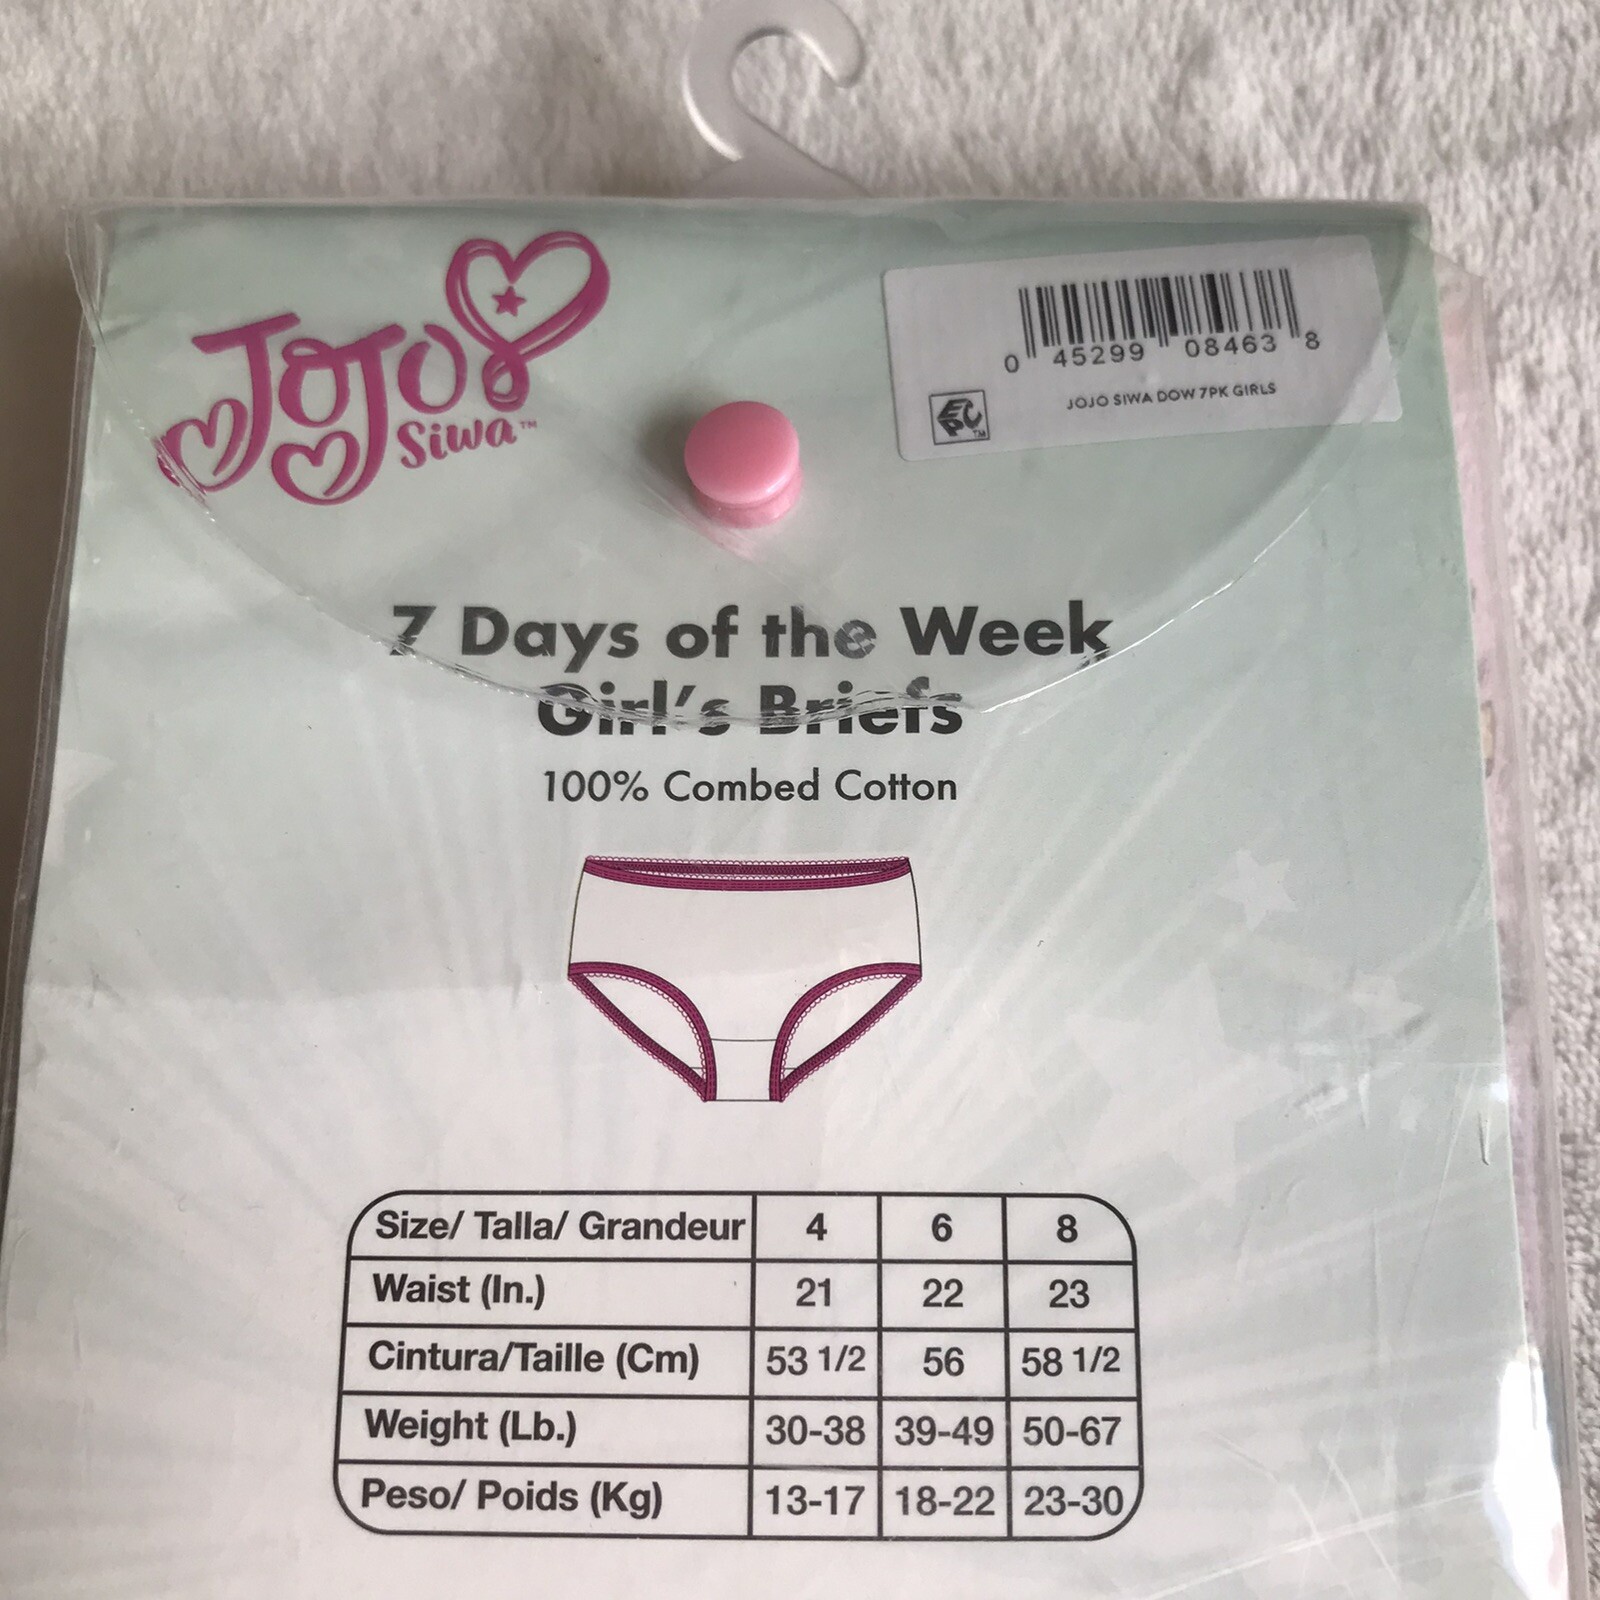 JOJO
Siwa™
0 45299 08463 8
EPC™
JOJO SIWA DOW 7PK GIRLS
7 Days of the Week
Girl's Briefs
100% Combed Cotton
Size/ Talla/ Grandeur 4 6 8
Waist (In.) 21 22 23
Cintura/Taille (Cm) 53 1/2 56 58 1/2
Weight (Lb.) 30-38 39-49 50-67
Peso/ Poids (Kg) 13-17 18-22 23-30